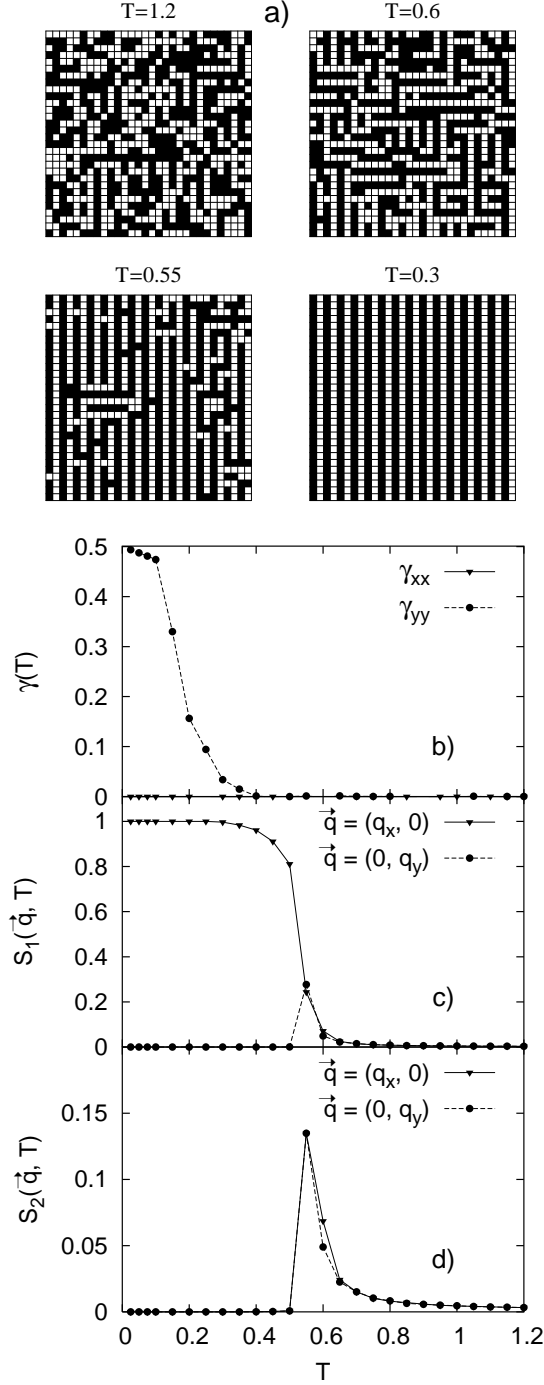 T=1.2 a) T=0.6
T=0.55 T=0.3
0.5
0.4
0.3
0.2
0.1
0
γ(T)
γxx
γyy
b)
1
0.8
0.6
0.4
0.2
0
S1(q, T)
q = (qx, 0)
q = (0, qy)
c)
0.15
0.1
0.05
0
S2(q, T)
q = (qx, 0)
q = (0, qy)
d)
0 0.2 0.4 0.6 0.8 1 1.2
T